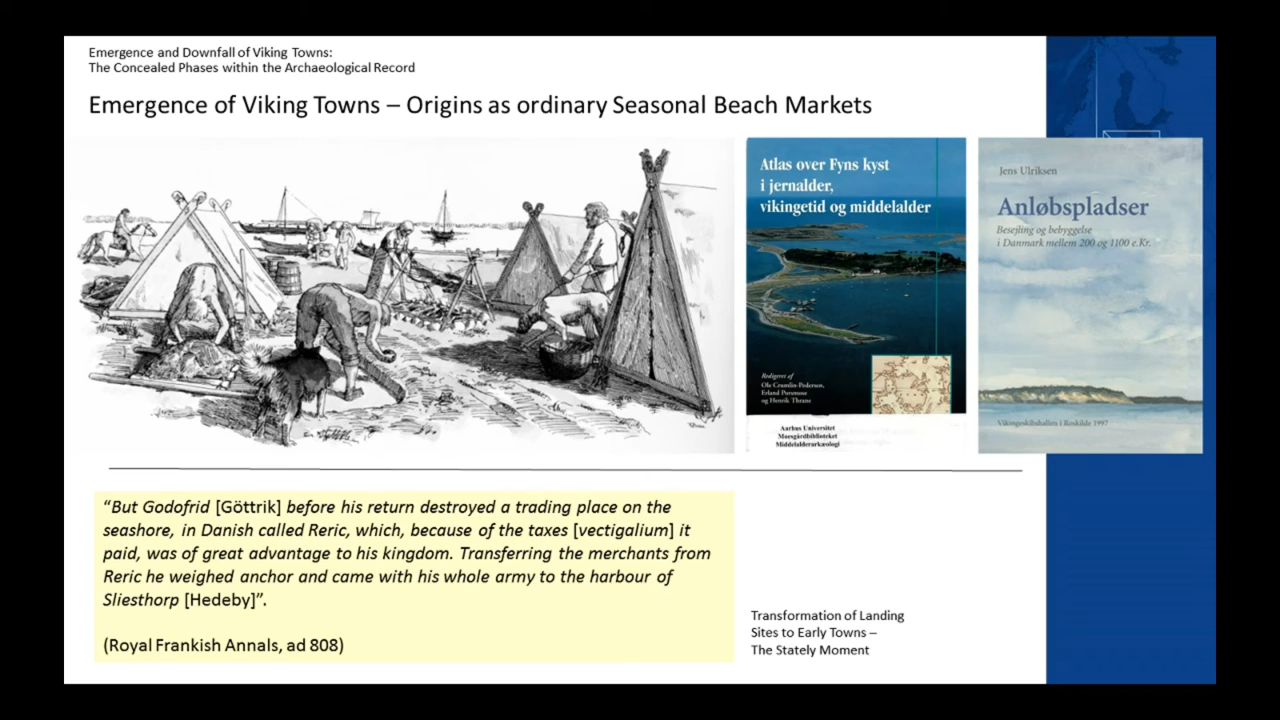 Emergence and Downfall of Viking Towns:
The Concealed Phases within the Archaeological Record
Emergence of Viking Towns – Origins as ordinary Seasonal Beach Markets
Atlas over Fyns kyst
i jernalder,
vikingetid og middelalder
Redigeret af
Ole Crumlin-Pedersen,
Erland Porsmose
og Henrik Thrane
Aarhus Universitet
Moesgårdbiblioteket
Middelalderarkæologi
Jens Ulriksen
Anløbspladser
Besejling og bebyggelse
i Danmark mellem 200 og 1100 e.Kr.
Vikingeskibshallen i Roskilde 1997
“But Godofrid [Göttrik] before his return destroyed a trading place on the
seashore, in Danish called Reric, which, because of the taxes [vectigalium] it
paid, was of great advantage to his kingdom. Transferring the merchants from
Reric he weighed anchor and came with his whole army to the harbour of
Sliesthorp [Hedeby]”.
(Royal Frankish Annals, ad 808)
Transformation of Landing
Sites to Early Towns –
The Stately Moment